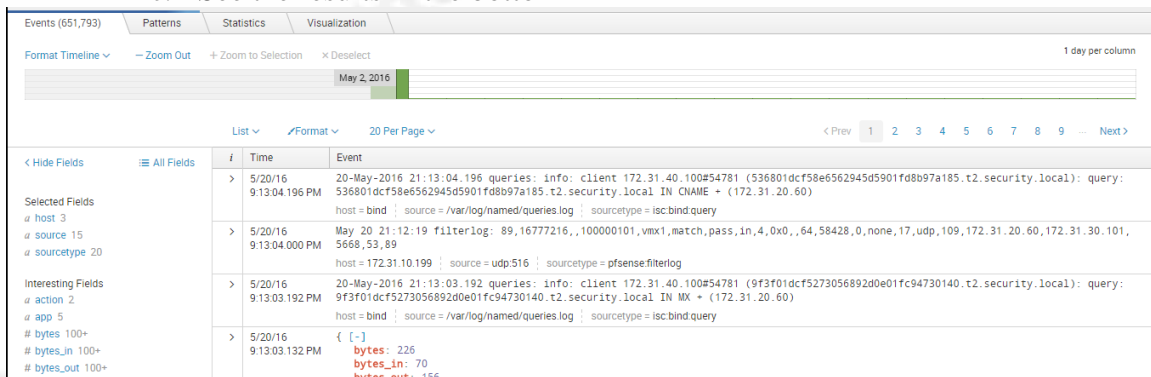 Events (651,793) Patterns Statistics Visualization
Format Timeline — Zoom Out + Zoom to Selection × Deselect 1 day per column
May 2, 2016
List Format 20 Per Page < Prev 1 2 3 4 5 6 7 8 9 ... Next >
< Hide Fields All Fields i Time Event
> 5/20/16 20-May-2016 21:13:04.196 queries: info: client 172.31.40.100#54781 (536801dcf58e6562945d5901fd8b97a185.t2.security.local): query:
9:13:04.196 PM 536801dcf58e6562945d5901fd8b97a185.t2.security.local IN CNAME + (172.31.20.60)
Selected Fields
a host 3 host = bind source = /var/log/named/queries.log sourcetype = isc:bind:query
a source 15 > 5/20/16 May 20 21:12:19 filterlog: 89,16777216,,100000101,vmx1,match,pass,in,4,0x0,,64,58428,0,none,17,udp,109,172.31.20.60,172.31.30.101,
a sourcetype 20 9:13:04.000 PM 5668,53,89
host = 172.31.10.199 source = udp:516 sourcetype = pfsense:filterlog
Interesting Fields > 5/20/16 20-May-2016 21:13:03.192 queries: info: client 172.31.40.100#54781 (9f3f01dcf5273056892d0e01fc94730140.t2.security.local): query:
a action 2 9:13:03.192 PM 9f3f01dcf5273056892d0e01fc94730140.t2.security.local IN MX + (172.31.20.60)
a app 5 host = bind source = /var/log/named/queries.log sourcetype = isc:bind:query
# bytes 100+ > 5/20/16 { [-]
# bytes_in 100+ 9:13:03.132 PM bytes: 226
# bytes_out 100+ bytes_in: 70
bytes_out: 156